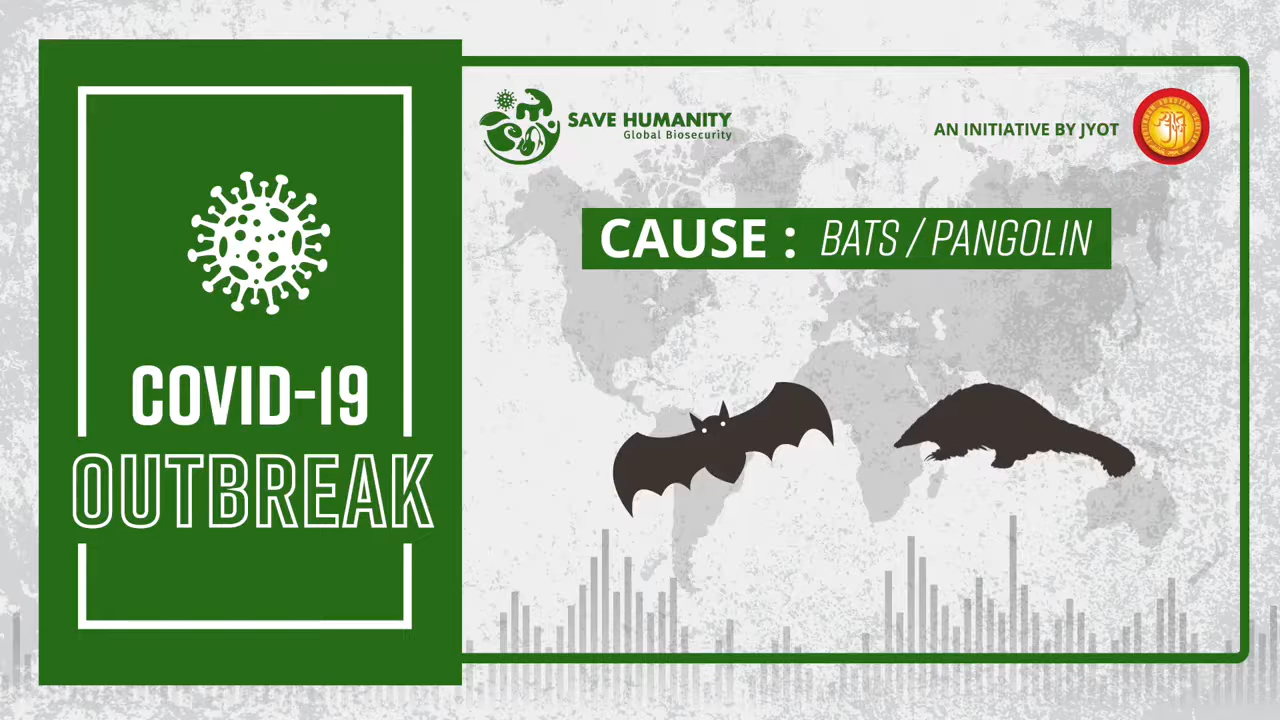 COVID-19
OUTBREAK
SAVE HUMANITY
Global Biosecurity
AN INITIATIVE BY JYOT
CAUSE : BATS / PANGOLIN